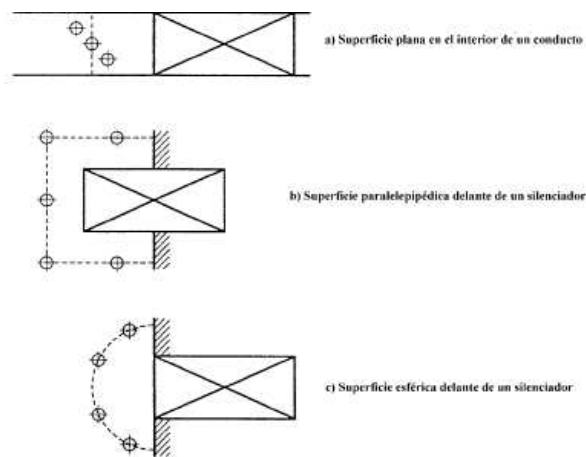 a) Superficie plana en el interior de un conducto
b) Superficie paralelepipédica delante de un silenciador
c) Superficie esférica delante de un silenciador